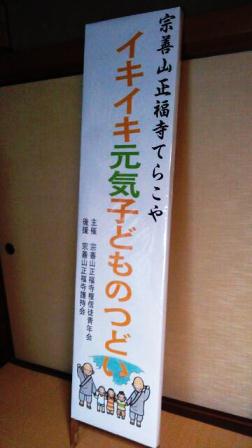 宗善山正福寺てらこや
イキイキ元気子どものつどい
主催 宗善山正福寺檀信徒青年会
後援 宗善山正福寺護持会